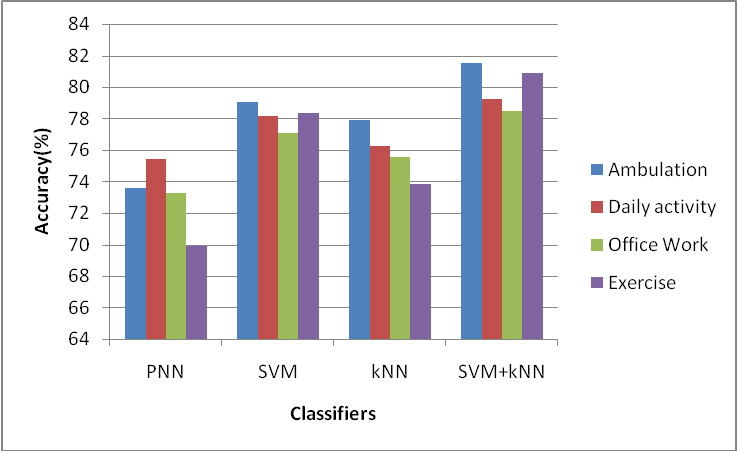 84
82
80
78
76
74
72
70
68
66
64
Accuracy(%)
PNN
SVM
kNN
SVM+kNN
Classifiers
Ambulation
Daily activity
Office Work
Exercise